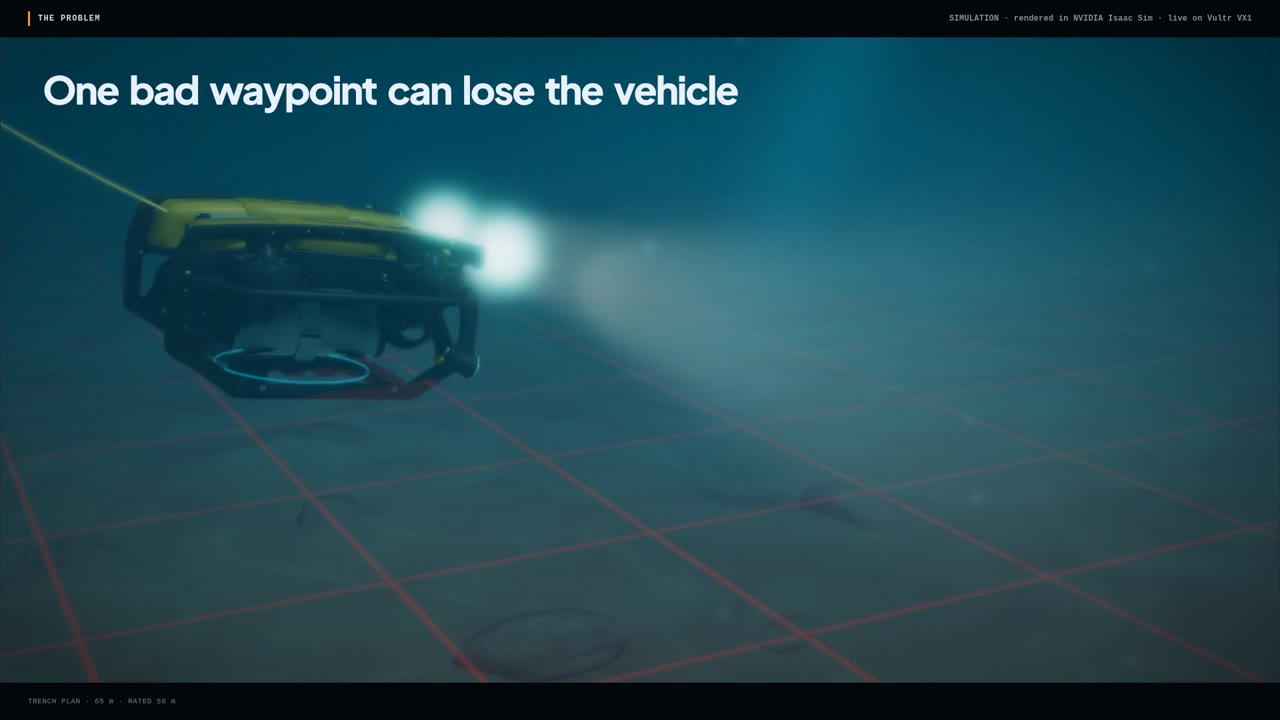 THE PROBLEM
SIMULATION · rendered in NVIDIA Isaac Sim · live on Vultr VX1
One bad waypoint can lose the vehicle
TRENCH PLAN · 65 m · RATED 50 m